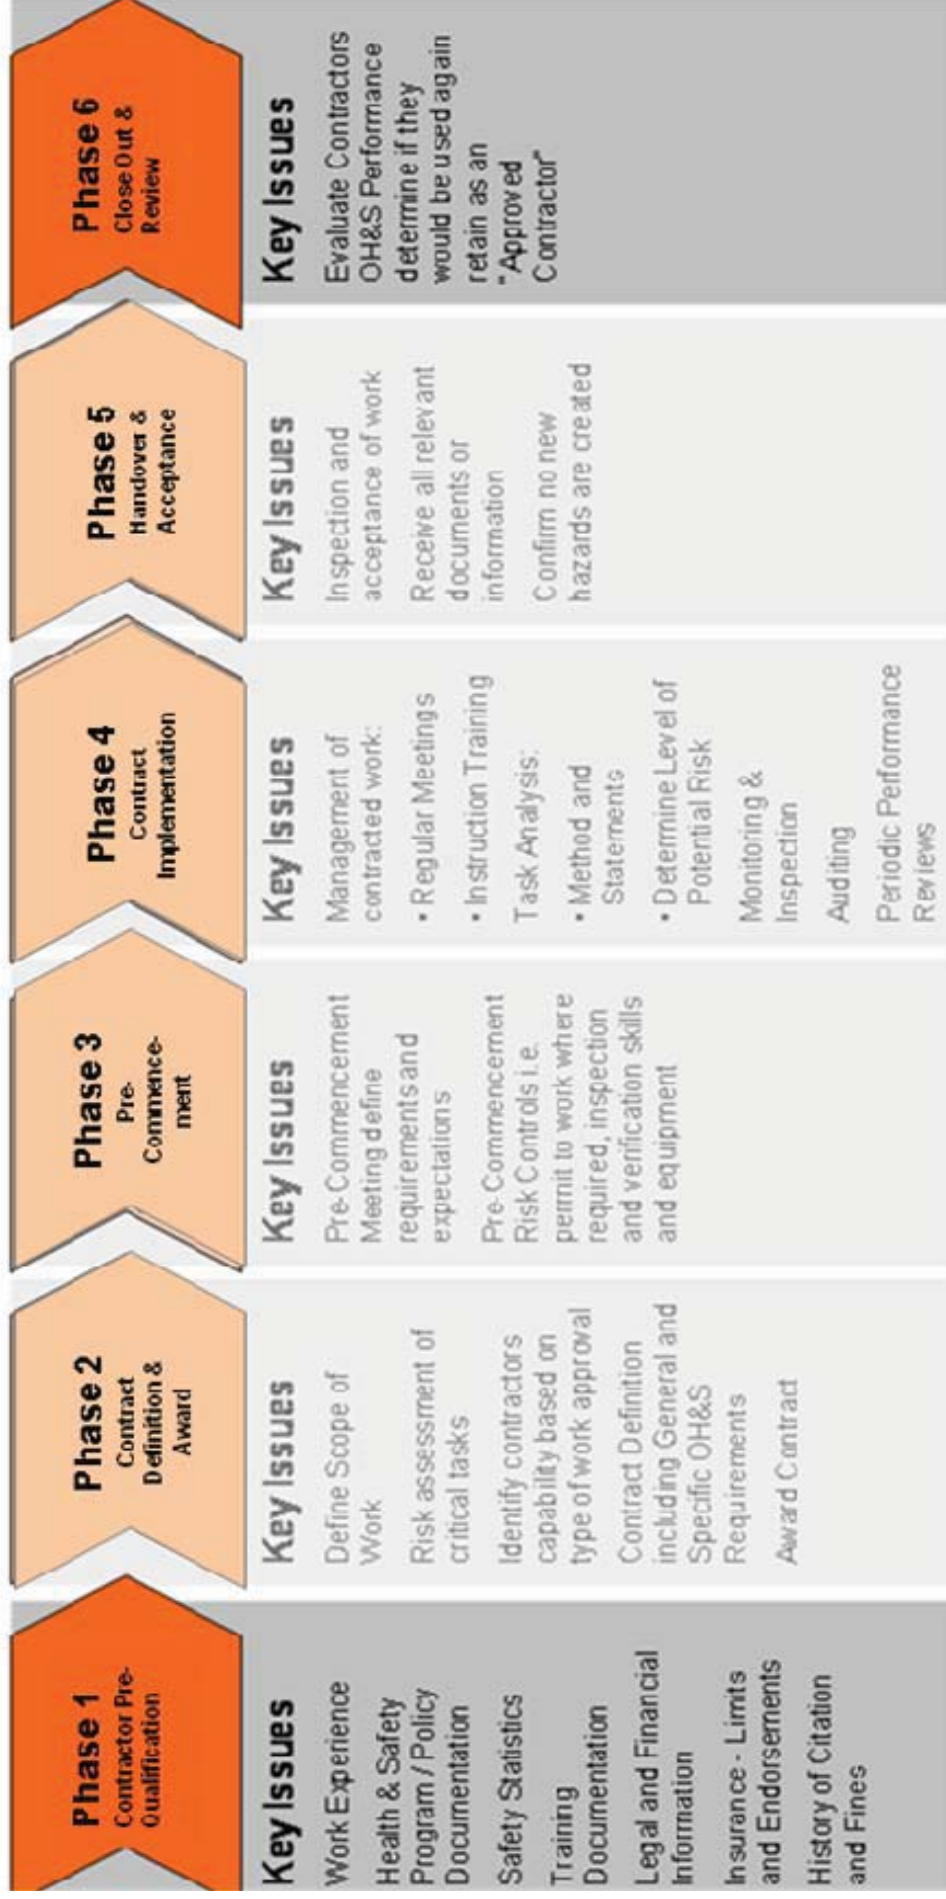 Phase 1
Contractor Pre-
Qualification
Key Issues
Work Experience
Health & Safety
Program / Policy
Documentation
Safety Statistics
Training
Documentation
Legal and Financial
Information
Insurance - Limits
and Endorsements
History of Citation
and Fines
Phase 2
Contract
Definition &
Award
Key Issues
Define Scope of
Work
Risk assessment of
critical tasks
Identify contractors
capability based on
type of work approval
Contract Definition
including General and
Specific OH&S
Requirements
Award Contract
Phase 3
Pre-
Commence-
ment
Key Issues
Pre-Commencement
Meeting define
requirements and
expectations
Pre-Commencement
Risk Controls i.e.
permit to work where
required, inspection
and verification skills
and equipment
Phase 4
Contract
Implementation
Key Issues
Management of
contracted work:
• Regular Meetings
• Instruction Training
Task Analysis:
• Method and
Statements
• Determine Level of
Potential Risk
Monitoring &
Inspection
Auditing
Periodic Performance
Reviews
Phase 5
Handover &
Acceptance
Key Issues
Inspection and
acceptance of work
Receive all relevant
documents or
information
Confirm no new
hazards are created
Phase 6
Close Out &
Review
Key Issues
Evaluate Contractors
OH&S Performance
determine if they
would be used again
retain as an
"Approved
Contractor"